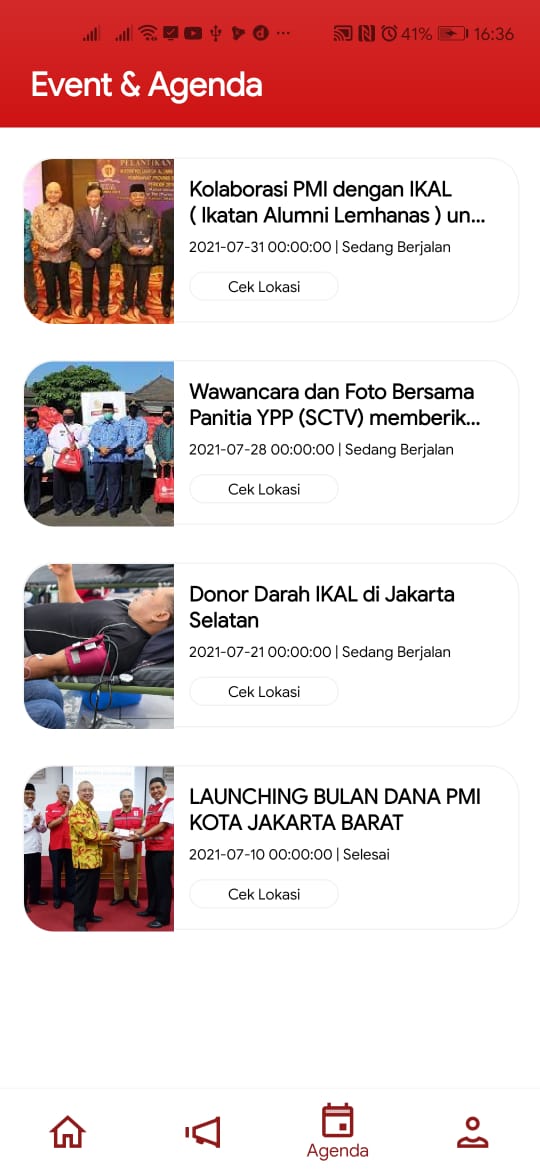 41% 16:36
Event & Agenda
PELANTIKAN
Kolaborasi PMI dengan IKAL
( Ikatan Alumni Lemhanas ) un...
2021-07-31 00:00:00 | Sedang Berjalan
Cek Lokasi
Wawancara dan Foto Bersama
Panitia YPP (SCTV) memberik...
2021-07-28 00:00:00 | Sedang Berjalan
Cek Lokasi
Donor Darah IKAL di Jakarta
Selatan
2021-07-21 00:00:00 | Sedang Berjalan
Cek Lokasi
LAUNCHING BULAN DANA PMI
KOTA JAKARTA BARAT
2021-07-10 00:00:00 | Selesai
Cek Lokasi
Agenda